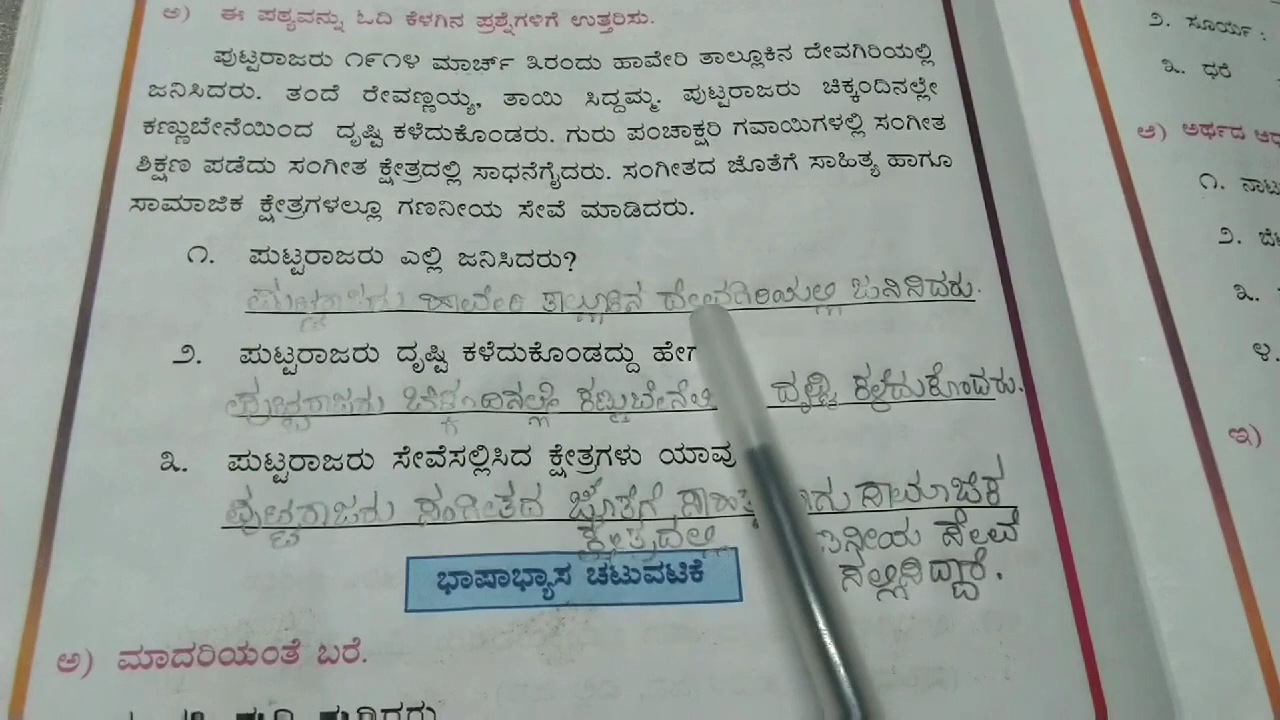 ಅ) ಈ ಪಠ್ಯವನ್ನು ಓದಿ ಕೆಳಗಿನ ಪ್ರಶ್ನೆಗಳಿಗೆ ಉತ್ತರಿಸು.
ಪುಟ್ಟರಾಜರು ೧೯೧೪ ಮಾರ್ಚ್ ೩ರಂದು ಹಾವೇರಿ ತಾಲ್ಲೂಕಿನ ದೇವಗಿರಿಯಲ್ಲಿ
ಜನಿಸಿದರು. ತಂದೆ ರೇವಣ್ಣಯ್ಯ, ತಾಯಿ ಸಿದ್ದಮ್ಮ. ಪುಟ್ಟರಾಜರು ಚಿಕ್ಕಂದಿನಲ್ಲೇ
ಕಣ್ಣುಬೇನೆಯಿಂದ ದೃಷ್ಟಿ ಕಳೆದುಕೊಂಡರು. ಗುರು ಪಂಚಾಕ್ಷರಿ ಗವಾಯಿಗಳಲ್ಲಿ ಸಂಗೀತ
ಶಿಕ್ಷಣ ಪಡೆದು ಸಂಗೀತ ಕ್ಷೇತ್ರದಲ್ಲಿ ಸಾಧನೆಗೈದರು. ಸಂಗೀತದ ಜೊತೆಗೆ ಸಾಹಿತ್ಯ ಹಾಗೂ
ಸಾಮಾಜಿಕ ಕ್ಷೇತ್ರಗಳಲ್ಲೂ ಗಣನೀಯ ಸೇವೆ ಮಾಡಿದರು.
೧. ಪುಟ್ಟರಾಜರು ಎಲ್ಲಿ ಜನಿಸಿದರು?
ಪುಟ್ಟರಾಜರು ಹಾವೇರಿ ತಾಲ್ಲೂಕಿನ ದೇವಗಿರಿಯಲ್ಲಿ ಜನಿಸಿದರು.
೨. ಪುಟ್ಟರಾಜರು ದೃಷ್ಟಿ ಕಳೆದುಕೊಂಡದ್ದು
ಪುಟ್ಟರಾಜರು ಚಿಕ್ಕಂದಿನಲ್ಲೇ ದೃಷ್ಟಿ ಕಳೆದುಕೊಂಡರು.
೩. ಪುಟ್ಟರಾಜರು ಸೇವೆಸಲ್ಲಿಸಿದ ಕ್ಷೇತ್ರಗಳು ಯಾವು
ಪುಟ್ಟರಾಜರು ಸಂಗೀತದ ಜೊತೆಗೆ ಸಾಮಾಜಿಕ
ಕ್ಷೇತ್ರದಲ್ಲಿ ಸೇವೆ
ಸಲ್ಲಿಸಿದ್ದಾರೆ.
ಭಾಷಾಭ್ಯಾಸ ಚಟುವಟಿಕೆ
ಅ) ಮಾದರಿಯಂತೆ ಬರೆ.
೨. ಸೂರ್ಯ :
೩. ಧರೆ
ಆ) ಅರ್ಥದ
೧.
೨.
೩.
೪.
ಇ)